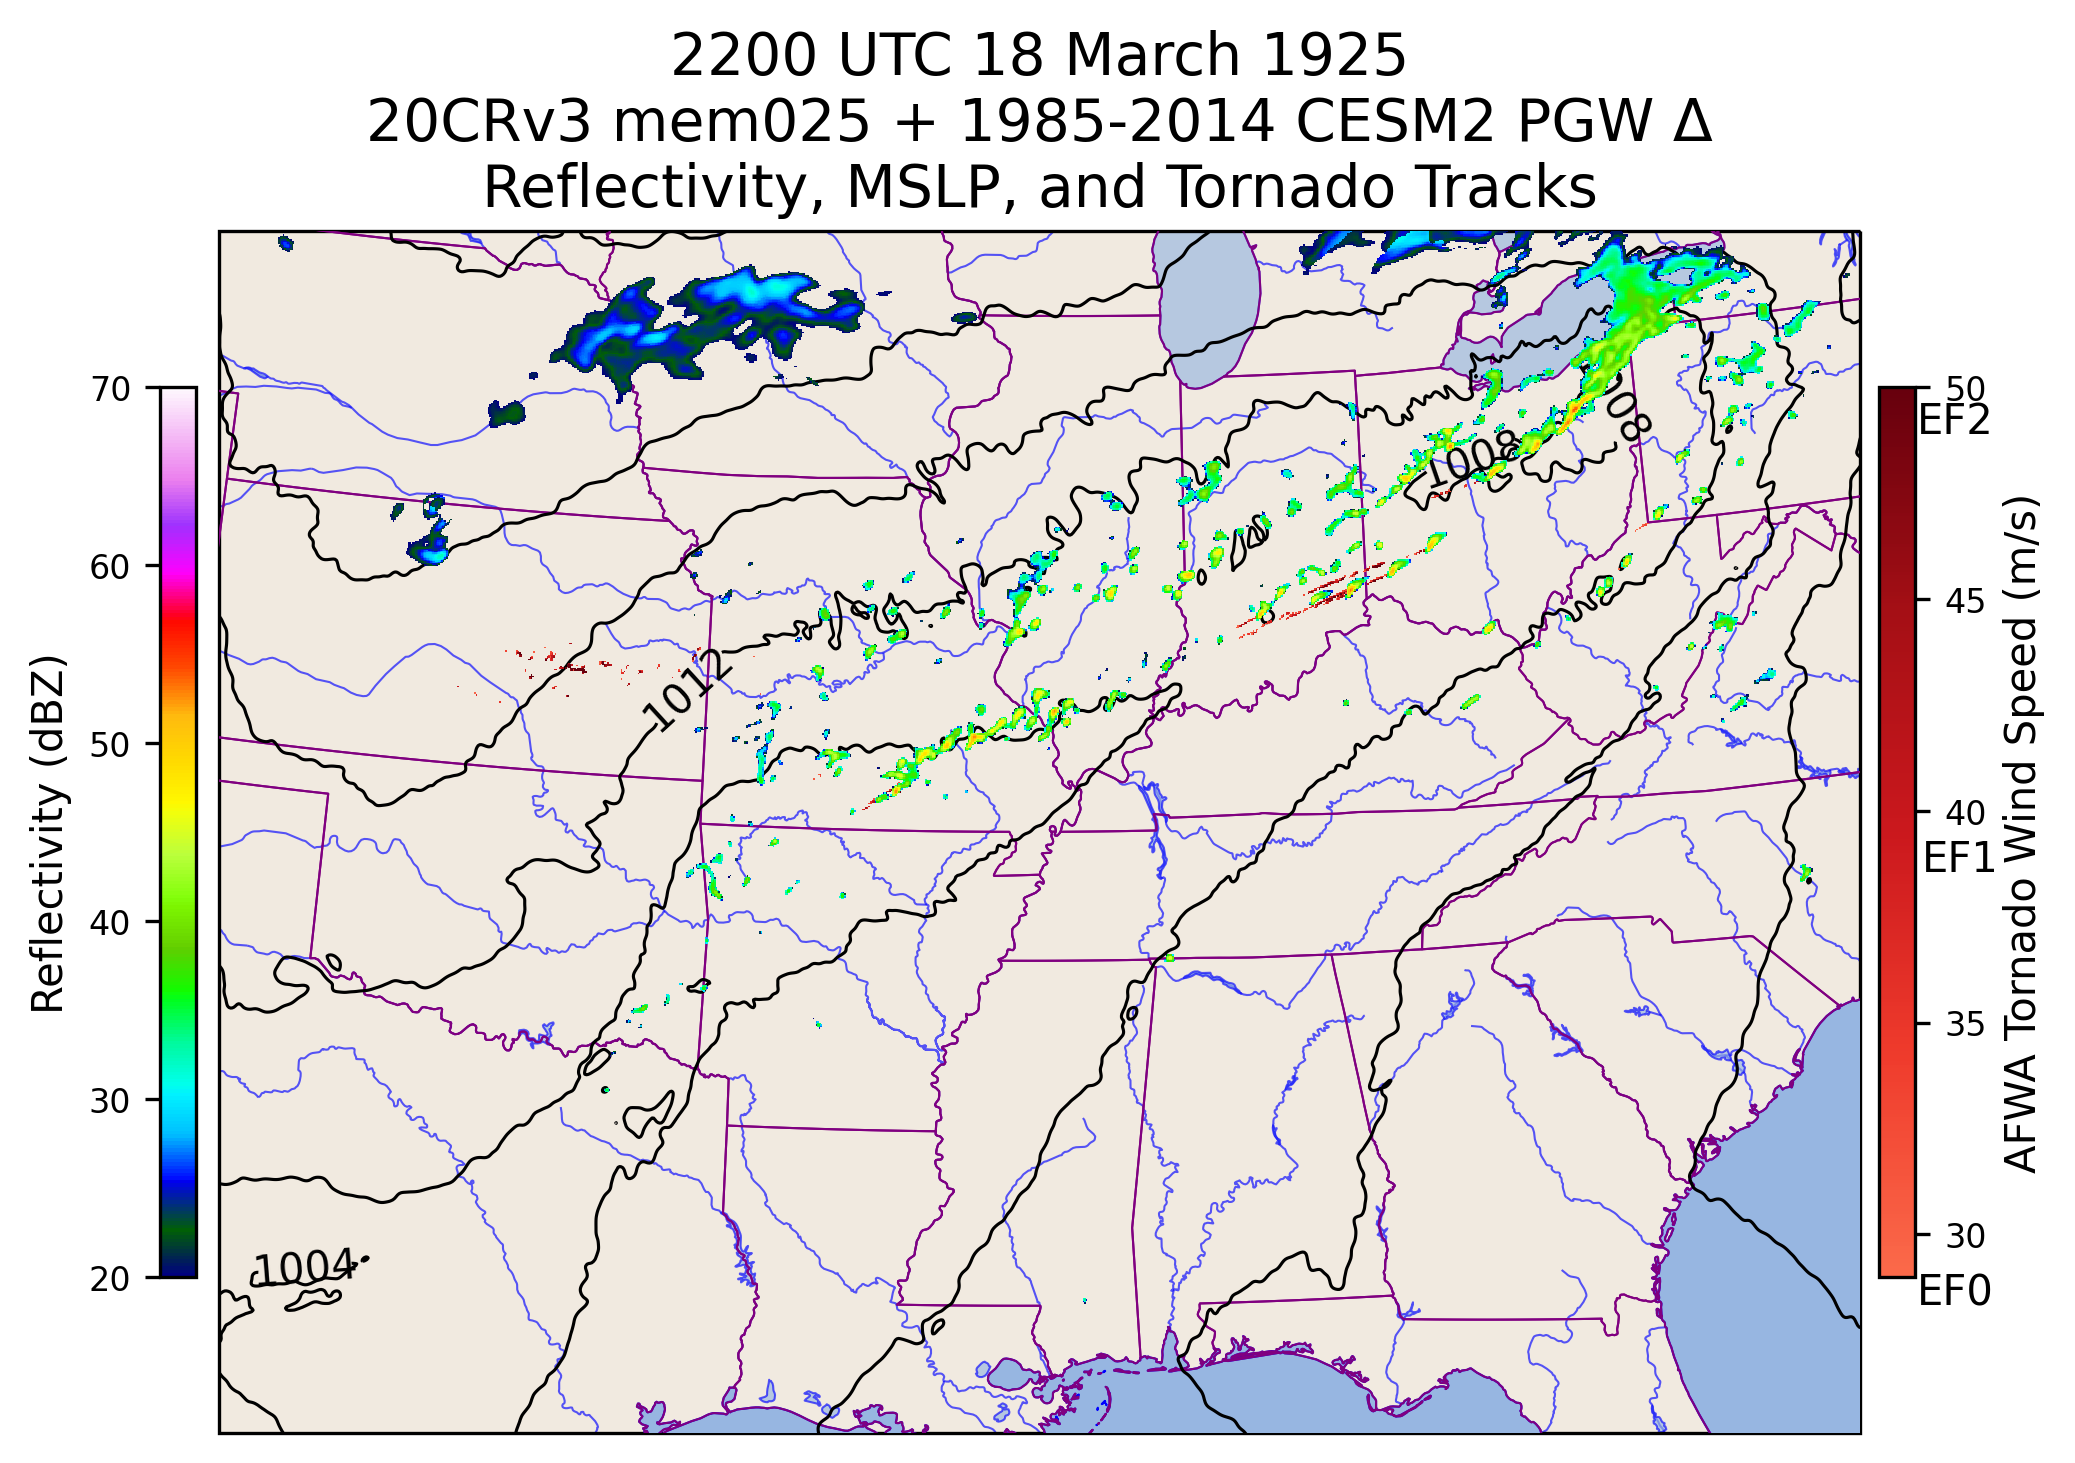 2200 UTC 18 March 1925
20CRv3 mem025 + 1985-2014 CESM2 PGW Δ
Reflectivity, MSLP, and Tornado Tracks
70
60
50
40
30
20
Reflectivity (dBZ)
1008
1008
1012
1004
8
50
EF2
45
40
EF1
35
30
EF0
AFWA Tornado Wind Speed (m/s)